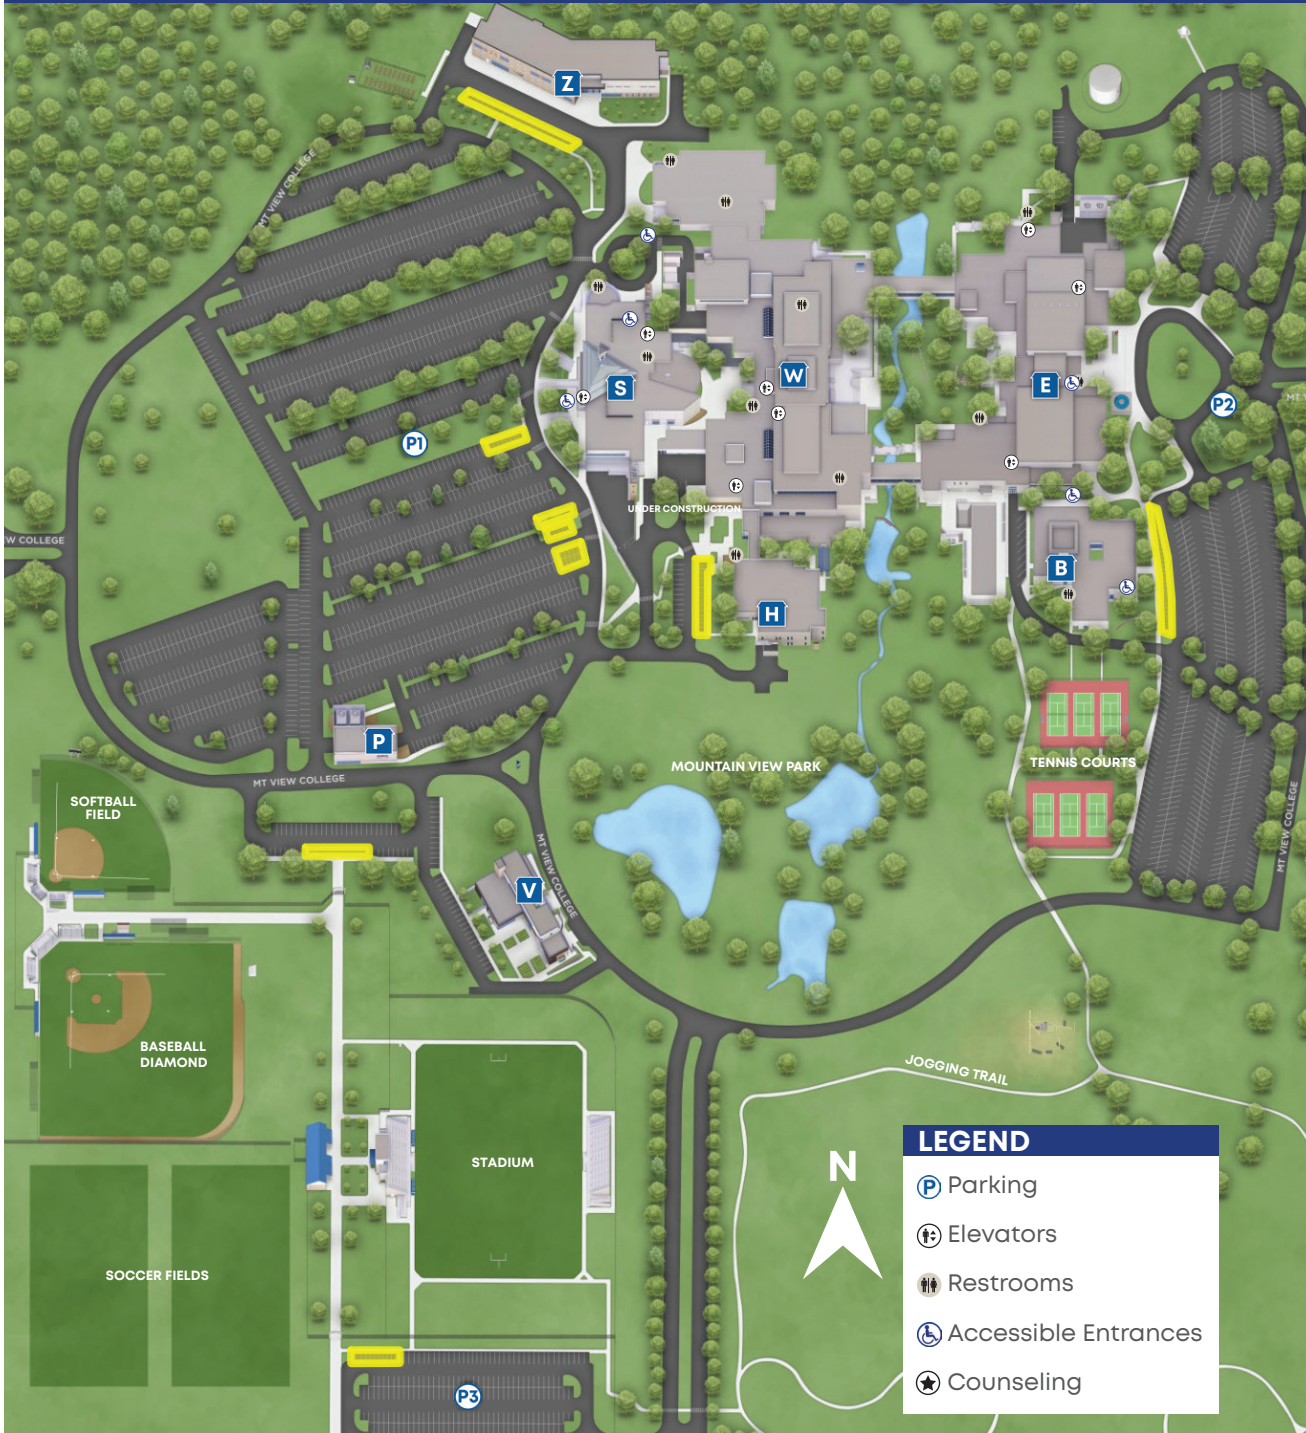 Z
MT VIEW COLLEGE
S
W
E
P1
P2
MT
UNDER CONSTRUCTION
EW COLLEGE
B
H
P
MT VIEW COLLEGE
MOUNTAIN VIEW PARK
TENNIS COURTS
SOFTBALL
FIELD
MT VIEW COLLEGE
MT VIEW COLLEGE
V
BASEBALL
DIAMOND
JOGGING TRAIL
STADIUM
SOCCER FIELDS
P3
N
LEGEND
P Parking
Elevators
Restrooms
Accessible Entrances
Counseling